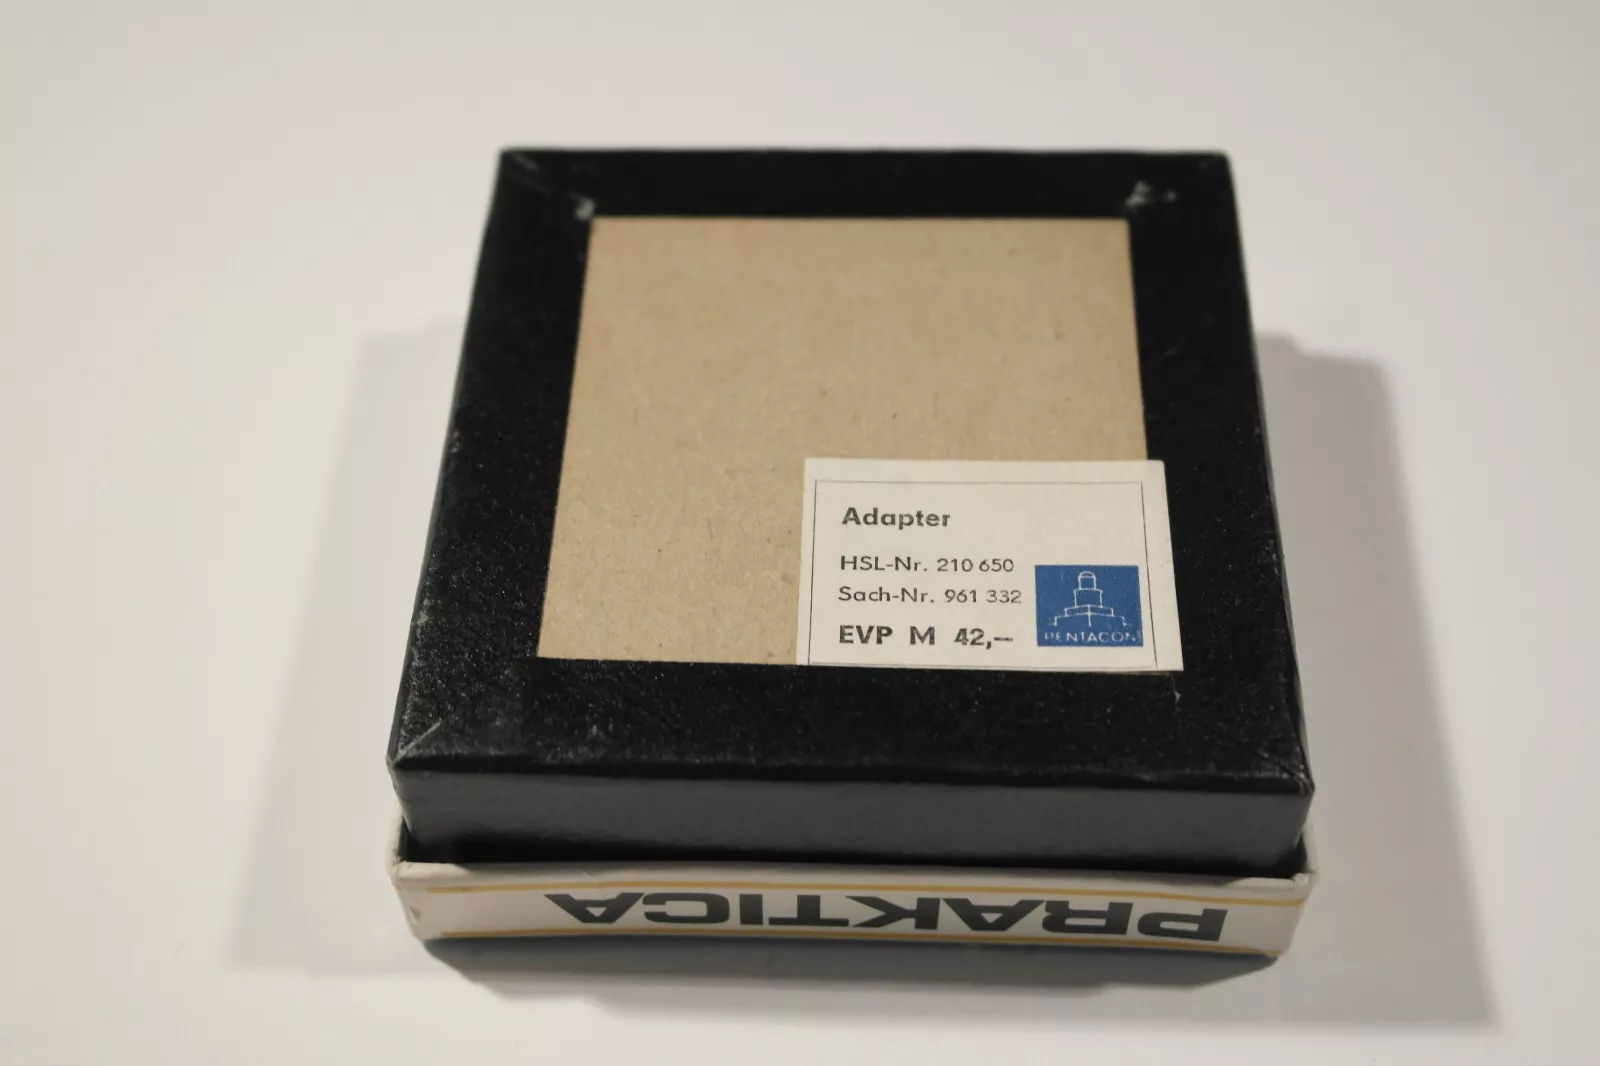 Adapter
HSL-Nr. 210 650
Sach-Nr. 961 332
EVP M 42,–
PENTACON
PRAKTICA